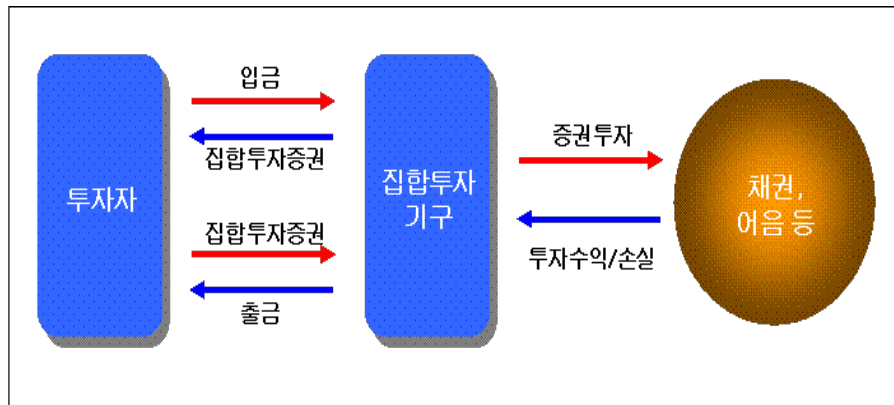 입금
집합투자증권
투자자
집합투자증권
출금
집합투자
기구
증권투자
투자수익/손실
채권,
어음 등